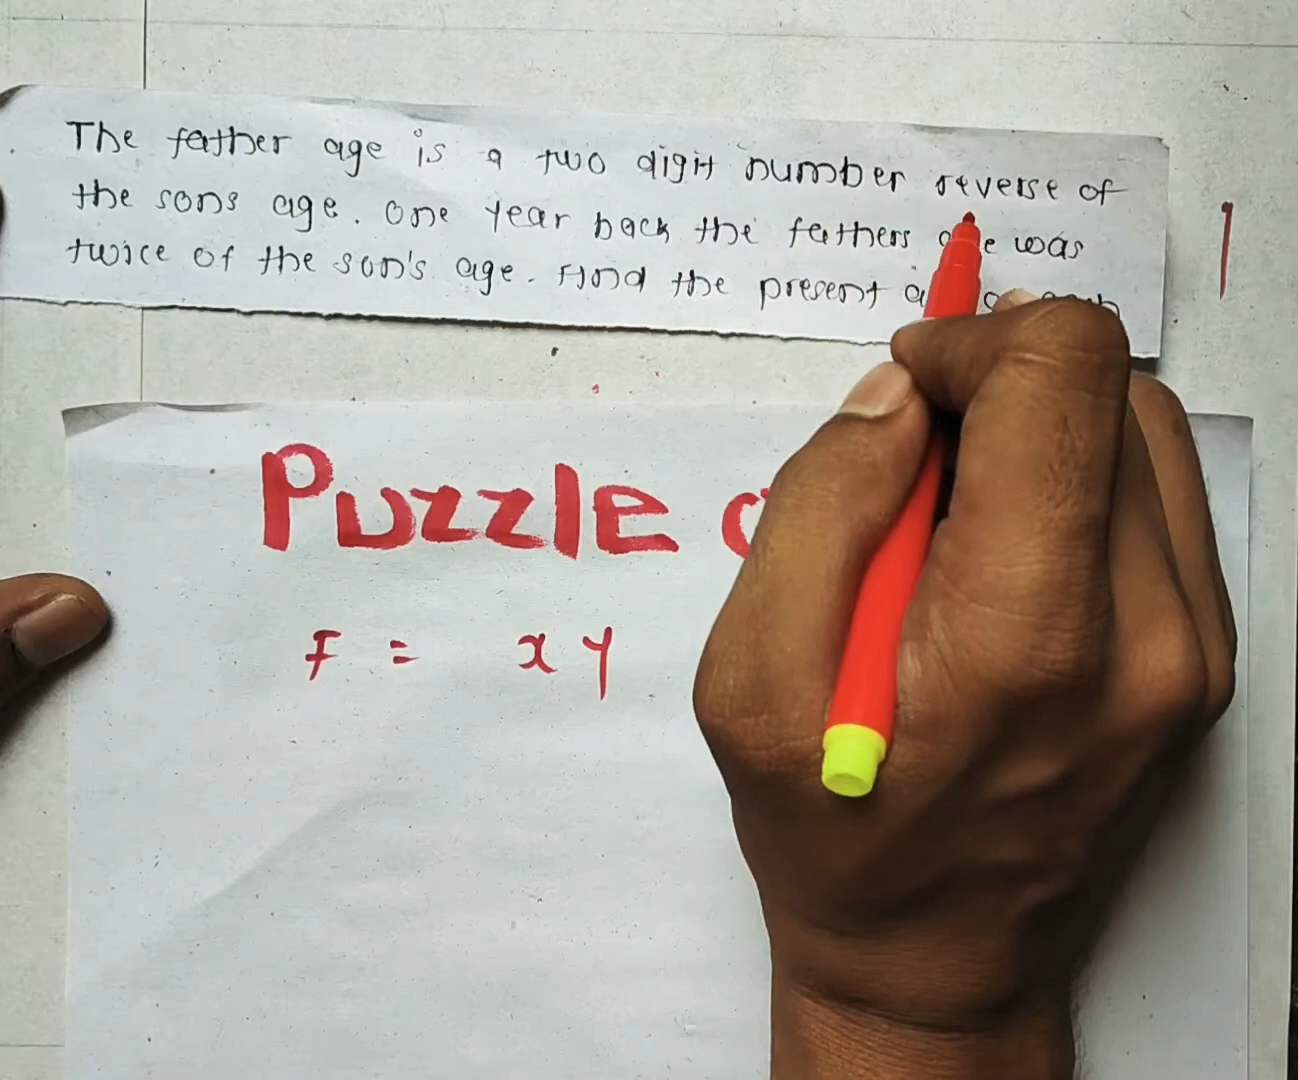 The father age is a two digit number reverse of
the sons age. One year back the fathers was
twice of the son's age. Find the present
Puzzle
F = x y